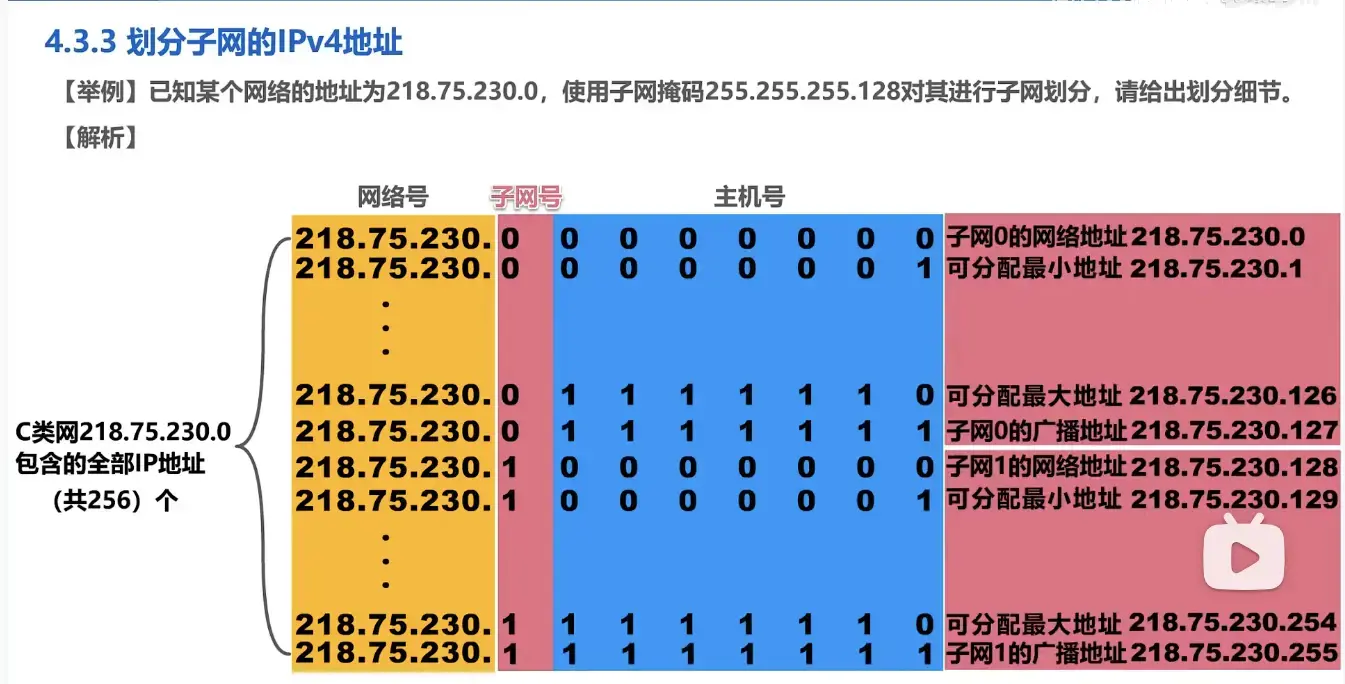 4.3.3 划分子网的IPv4地址
【举例】已知某个网络的地址为218.75.230.0，使用子网掩码255.255.255.128对其进行子网划分，请给出划分细节。
【解析】
网络号 子网号 主机号
218.75.230. 0 0 0 0 0 0 0 0 子网0的网络地址218.75.230.0
218.75.230. 0 0 0 0 0 0 0 1 可分配最小地址 218.75.230.1
218.75.230. 0 1 1 1 1 1 1 0 可分配最大地址 218.75.230.126
218.75.230. 0 1 1 1 1 1 1 1 子网0的广播地址218.75.230.127
C类网218.75.230.0
包含的全部IP地址
（共256）个
218.75.230. 1 0 0 0 0 0 0 0 子网1的网络地址218.75.230.128
218.75.230. 1 0 0 0 0 0 0 1 可分配最小地址 218.75.230.129
218.75.230. 1 1 1 1 1 1 1 0 可分配最大地址 218.75.230.254
218.75.230. 1 1 1 1 1 1 1 1 子网1的广播地址218.75.230.255